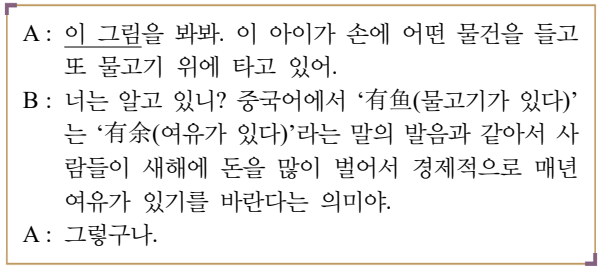 A : 이 그림을 봐봐. 이 아이가 손에 어떤 물건을 들고
또 물고기 위에 타고 있어.
B : 너는 알고 있니? 중국어에서 ‘有鱼(물고기가 있다)’
는 ‘有余(여유가 있다)’라는 말의 발음과 같아서 사
람들이 새해에 돈을 많이 벌어서 경제적으로 매년
여유가 있기를 바란다는 의미야.
A : 그렇구나.